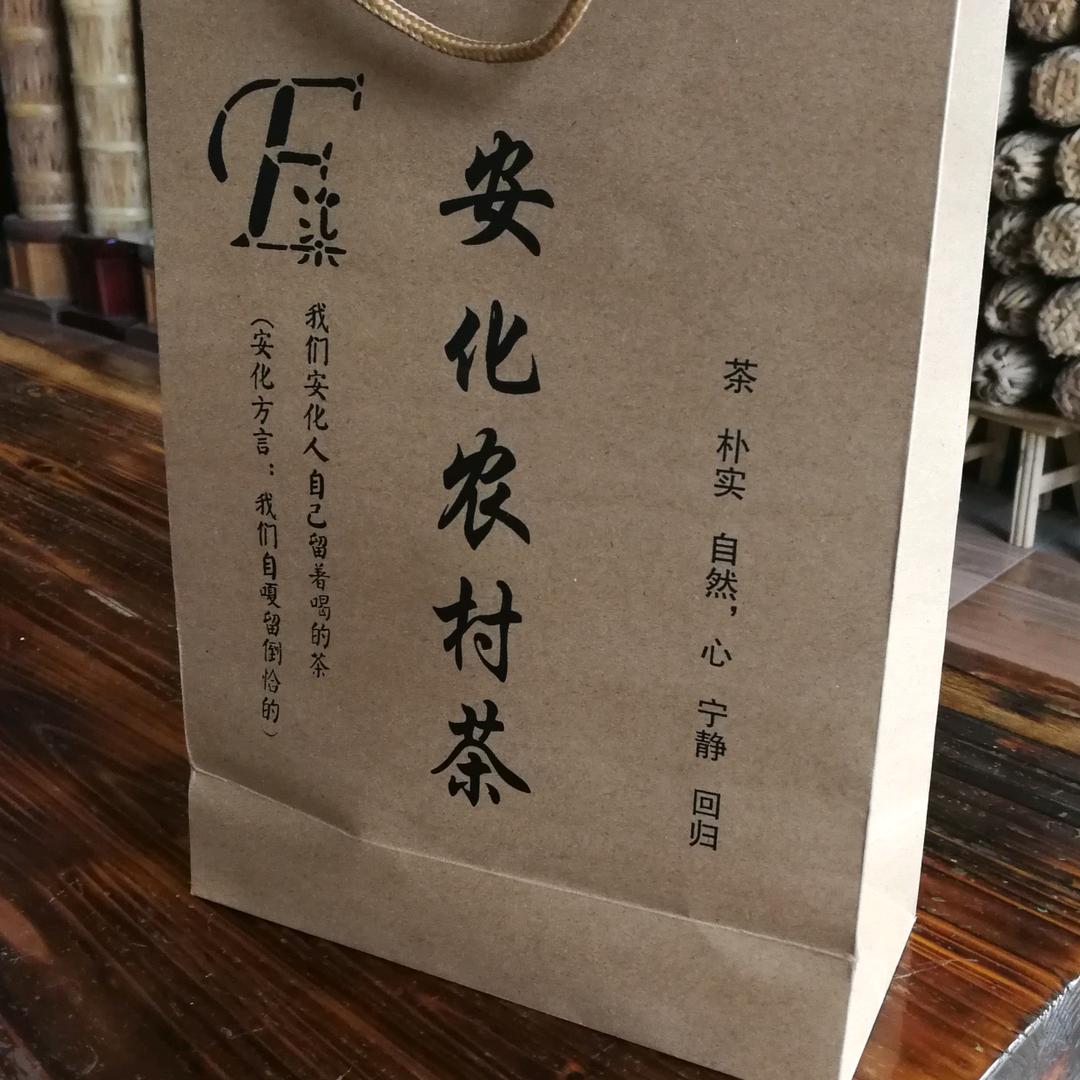 茶 朴实 自然，心 宁静 回归
安化农村茶
我们安化人自己留着喝的茶
（安化方言：我们自嘎留倒恰的）